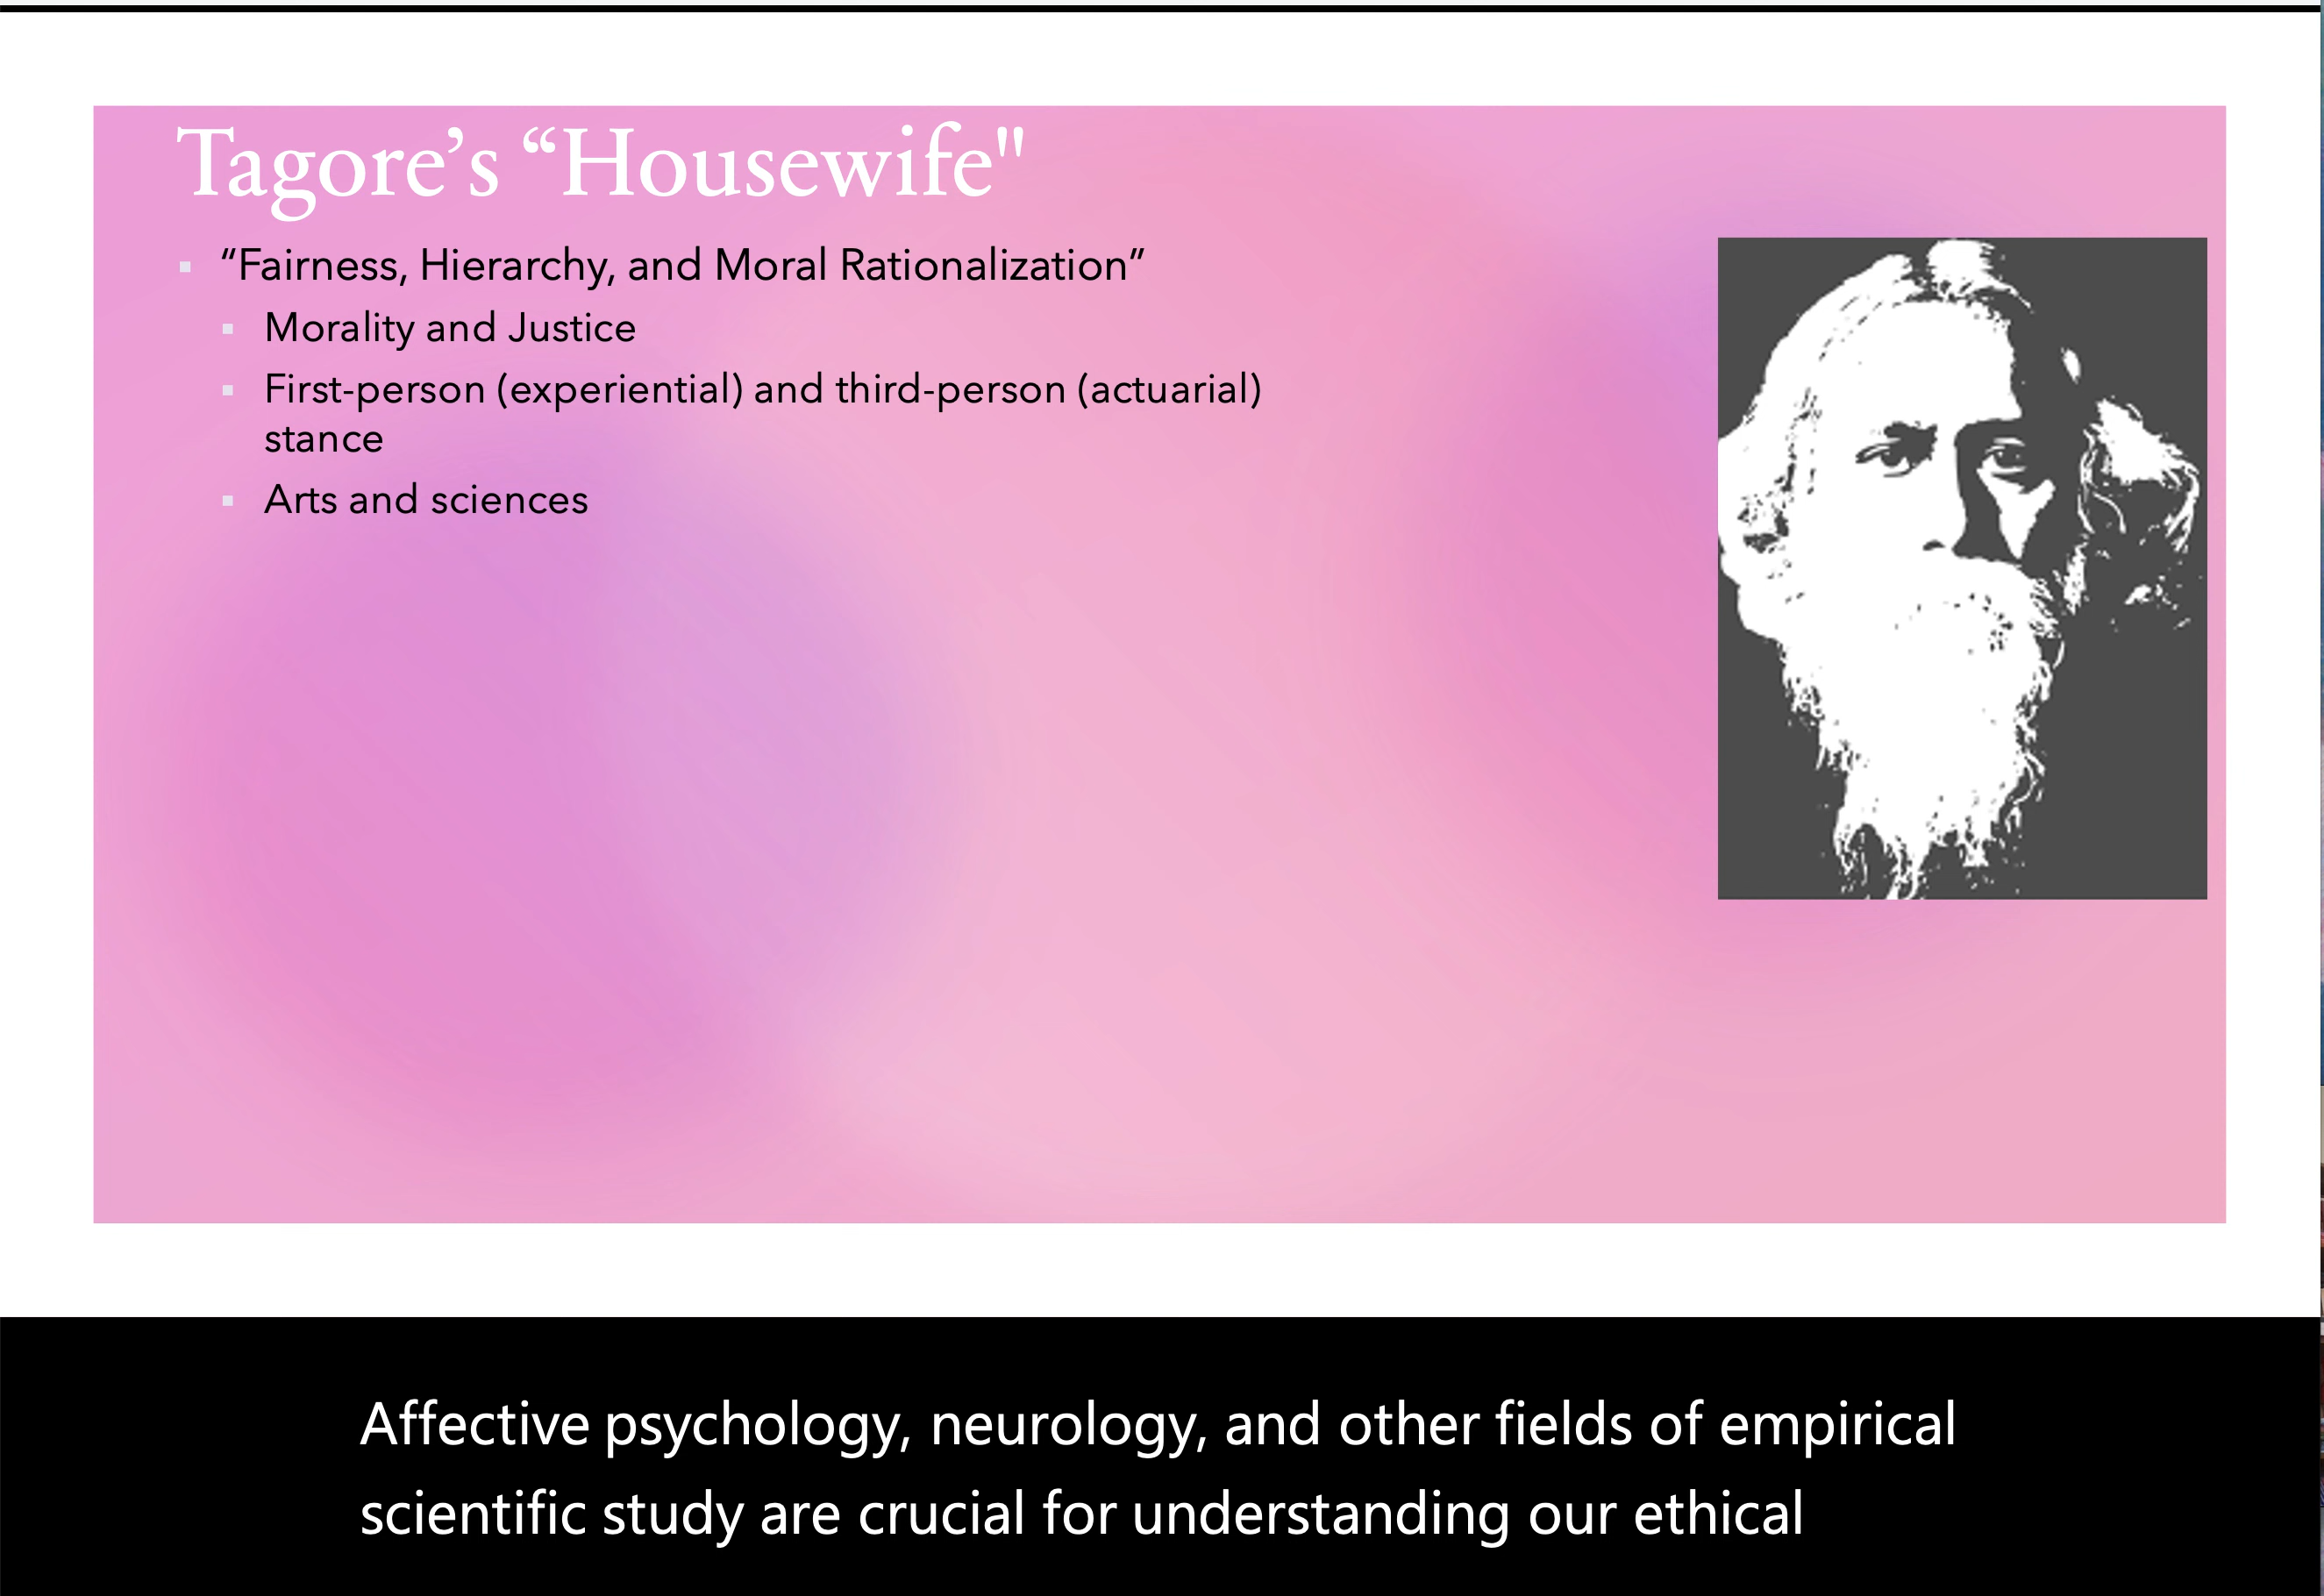 Tagore’s “Housewife"
“Fairness, Hierarchy, and Moral Rationalization”
Morality and Justice
First-person (experiential) and third-person (actuarial)
stance
Arts and sciences
Affective psychology, neurology, and other fields of empirical
scientific study are crucial for understanding our ethical